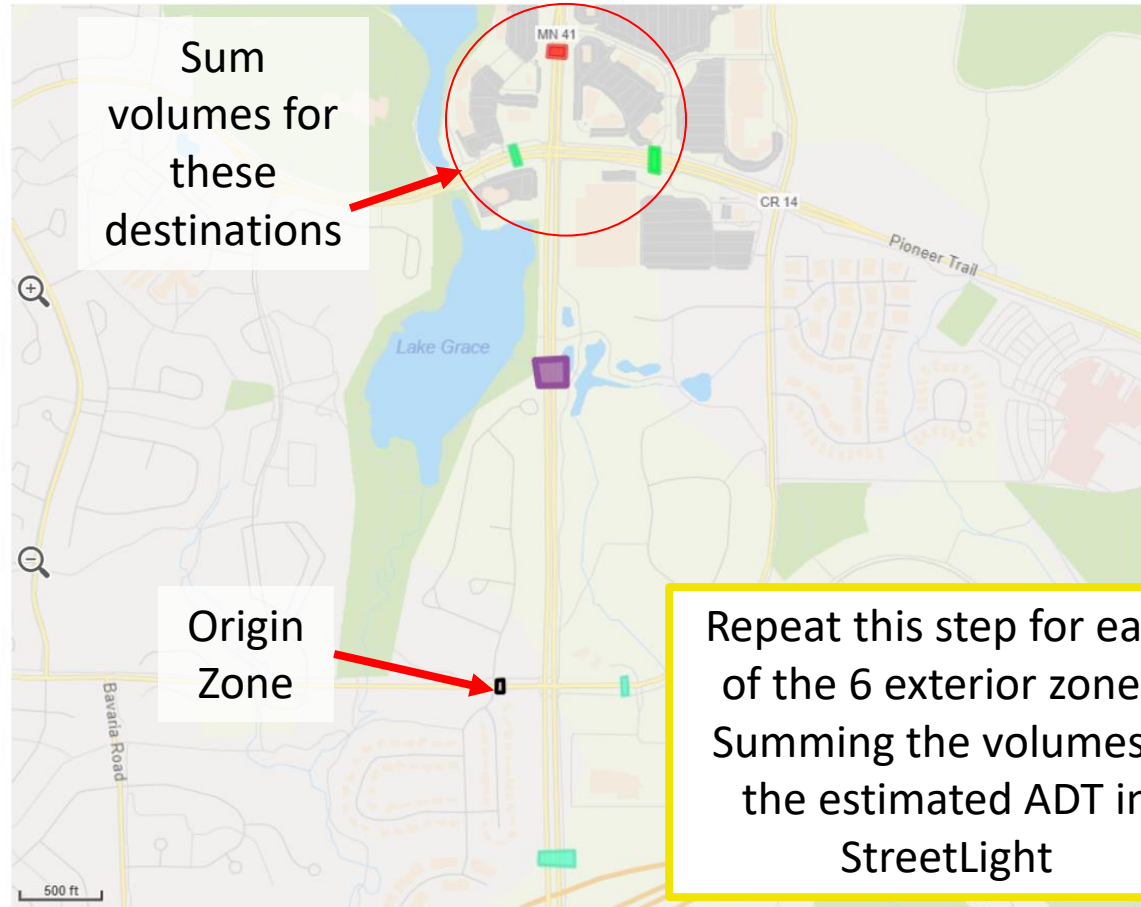 Sum
volumes for
these
destinations
MN 41
CR 14
Pioneer Trail
Lake Grace
Origin
Zone
Bavaria Road
Repeat this step for ea
of the 6 exterior zone
Summing the volumes
the estimated ADT in
StreetLight
500 ft